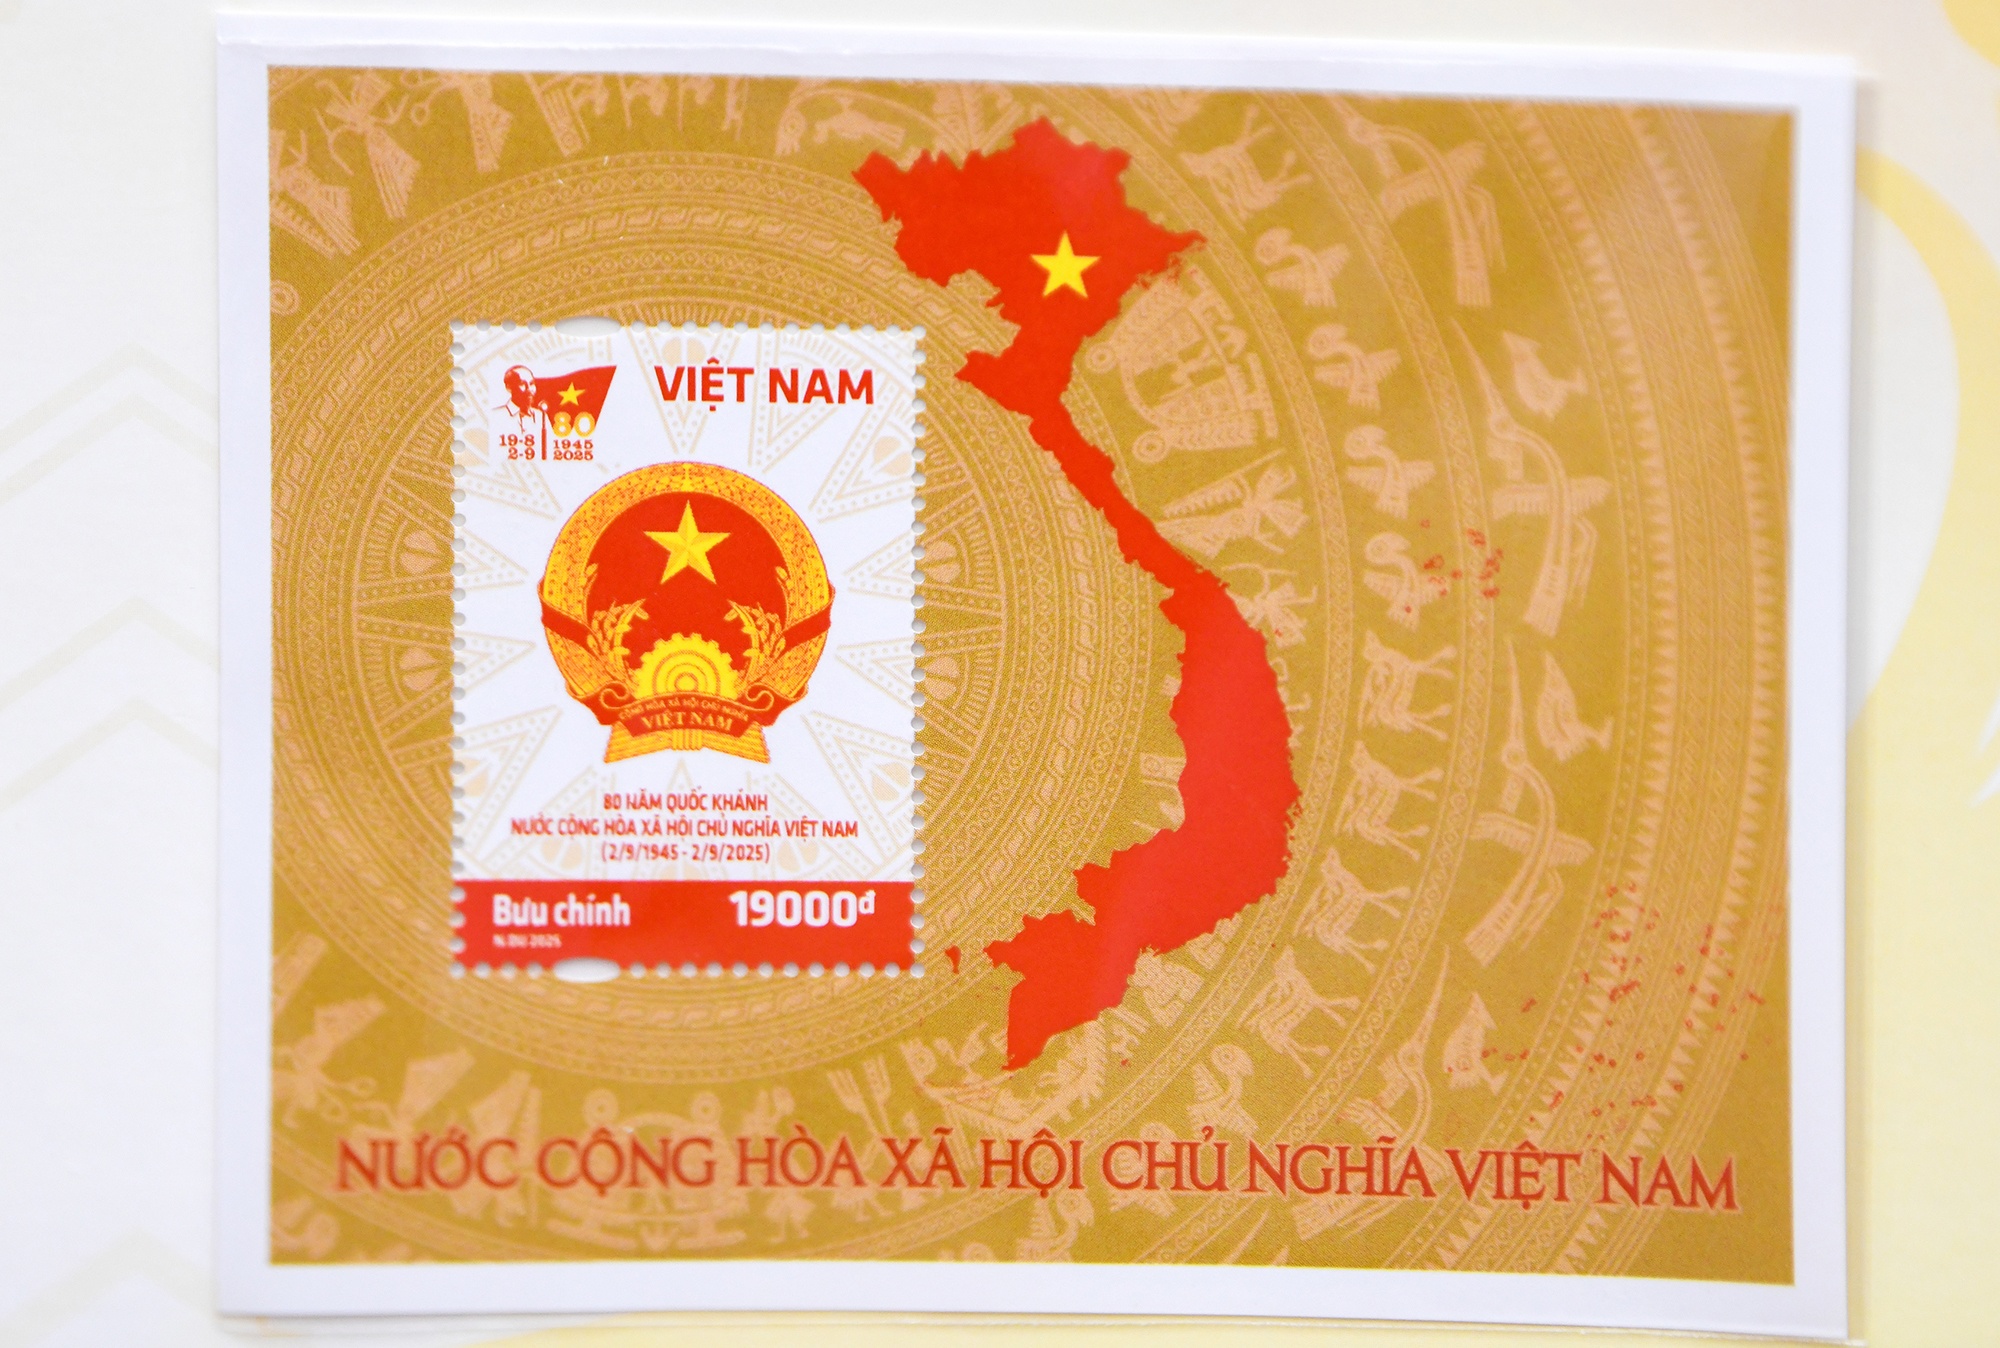 VIỆT NAM
80
19-8 1945
2-9 2025
CỘNG HÒA XÃ HỘI CHỦ NGHĨA
VIỆT NAM
80 NĂM QUỐC KHÁNH
NƯỚC CỘNG HÒA XÃ HỘI CHỦ NGHĨA VIỆT NAM
(2/9/1945 - 2/9/2025)
Bưu chính 19000đ
N. DU 2025
NƯỚC CỘNG HÒA XÃ HỘI CHỦ NGHĨA VIỆT NAM